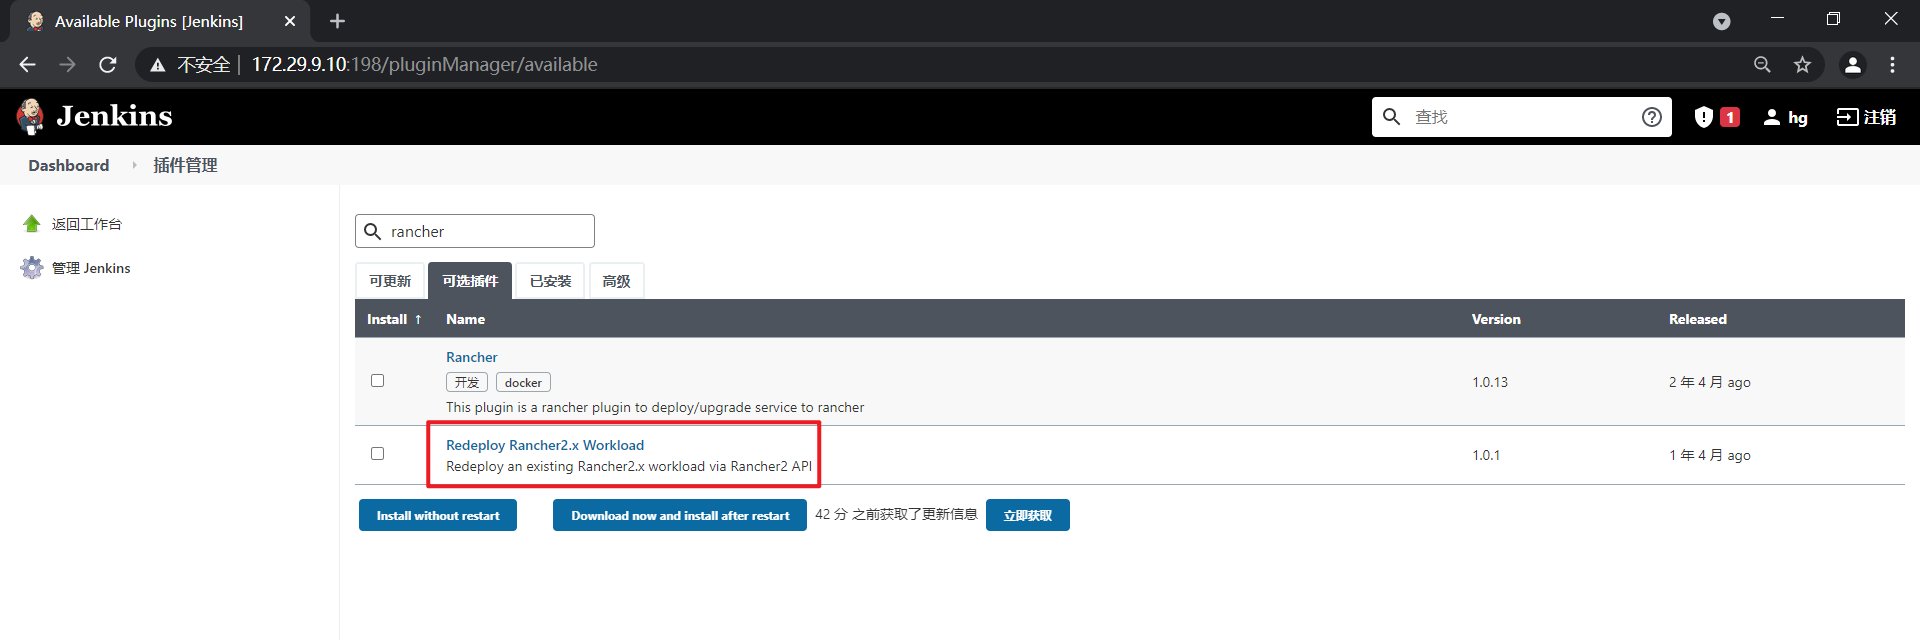 Available Plugins [Jenkins]
不安全 172.29.9.10:198/pluginManager/available
Jenkins
查找
1
hg
注销
Dashboard
插件管理
返回工作台
管理 Jenkins
rancher
可更新 可选插件 已安装 高级
Install ↑ Name Version Released
Rancher
开发 docker
This plugin is a rancher plugin to deploy/upgrade service to rancher
1.0.13
2 年 4 月 ago
Redeploy Rancher2.x Workload
Redeploy an existing Rancher2.x workload via Rancher2 API
1.0.1
1 年 4 月 ago
Install without restart Download now and install after restart 42 分 之前获取了更新信息 立即获取